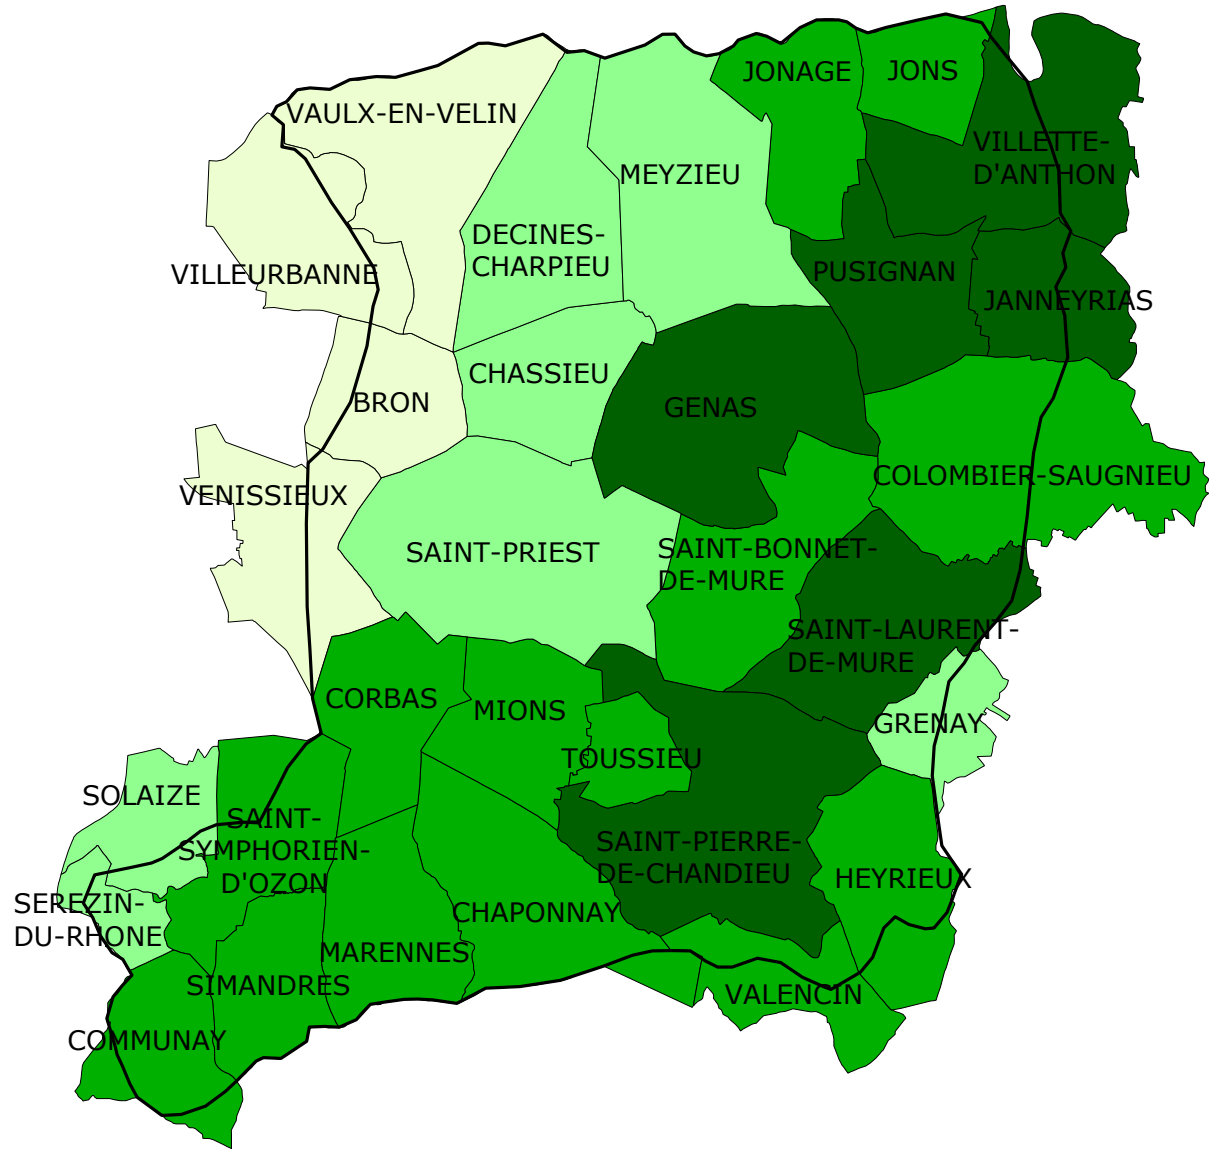 JONAGE
JONS
VAULX-EN-VELIN
VILLETTE-
D'ANTHON
MEYZIEU
DECINES-
CHARPIEU
VILLEURBANNE
PUSIGNAN
JANNEYRIAS
CHASSIEU
BRON
GENAS
COLOMBIER-SAUGNIEU
VENISSIEUX
SAINT-PRIEST
SAINT-BONNET-
DE-MURE
SAINT-LAURENT-
DE-MURE
CORBAS
MIONS
GRENAY
TOUSSIEU
SOLAIZE
SAINT-
SYMPHORIEN-
D'OZON
SAINT-PIERRE-
DE-CHANDIEU
HEYRIEUX
SEREZIN-
DU-RHONE
CHAPONNAY
MARENNES
SIMANDRES
VALENCIN
COMMUNAY